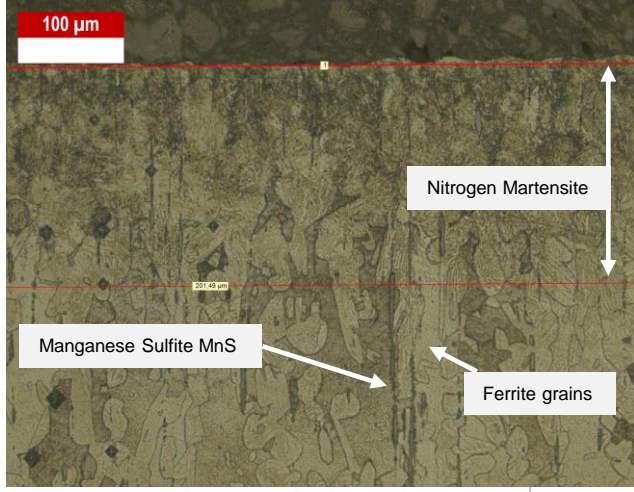 100 µm
1
Nitrogen Martensite
201.49 µm
Manganese Sulfite MnS
Ferrite grains